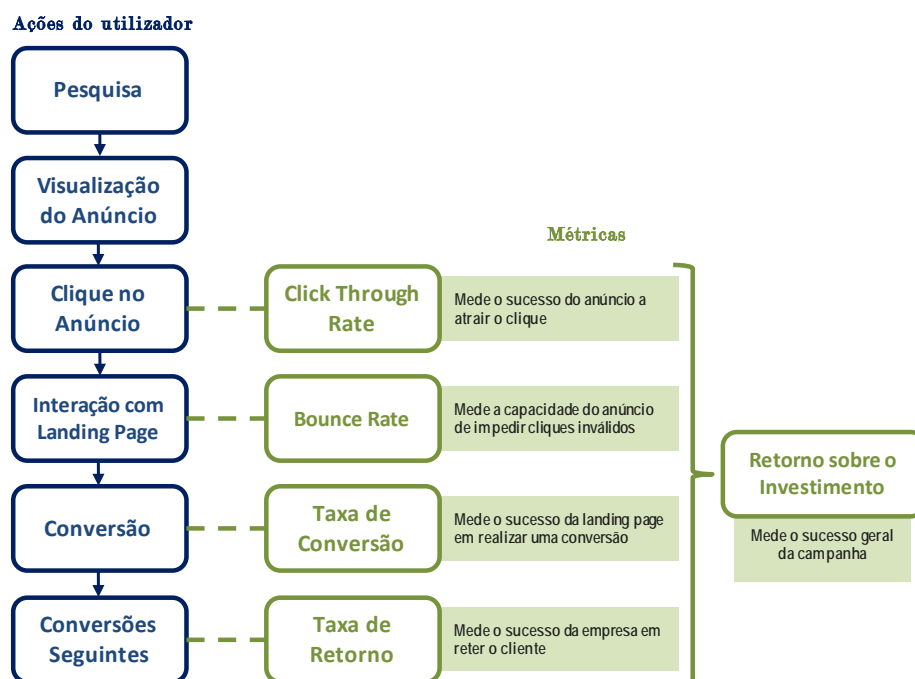 Ações do utilizador
Pesquisa
Visualização
do Anúncio
Métricas
Clique no
Anúncio
Click Through
Rate
Mede o sucesso do anúncio a
atrair o clique
Interação com
Landing Page
Bounce Rate
Mede a capacidade do anúncio
de impedir cliques inválidos
Retorno sobre o
Investimento
Mede o sucesso geral
da campanha
Conversão
Taxa de
Conversão
Mede o sucesso da landing page
em realizar uma conversão
Conversões
Seguintes
Taxa de
Retorno
Mede o sucesso da empresa em
reter o cliente